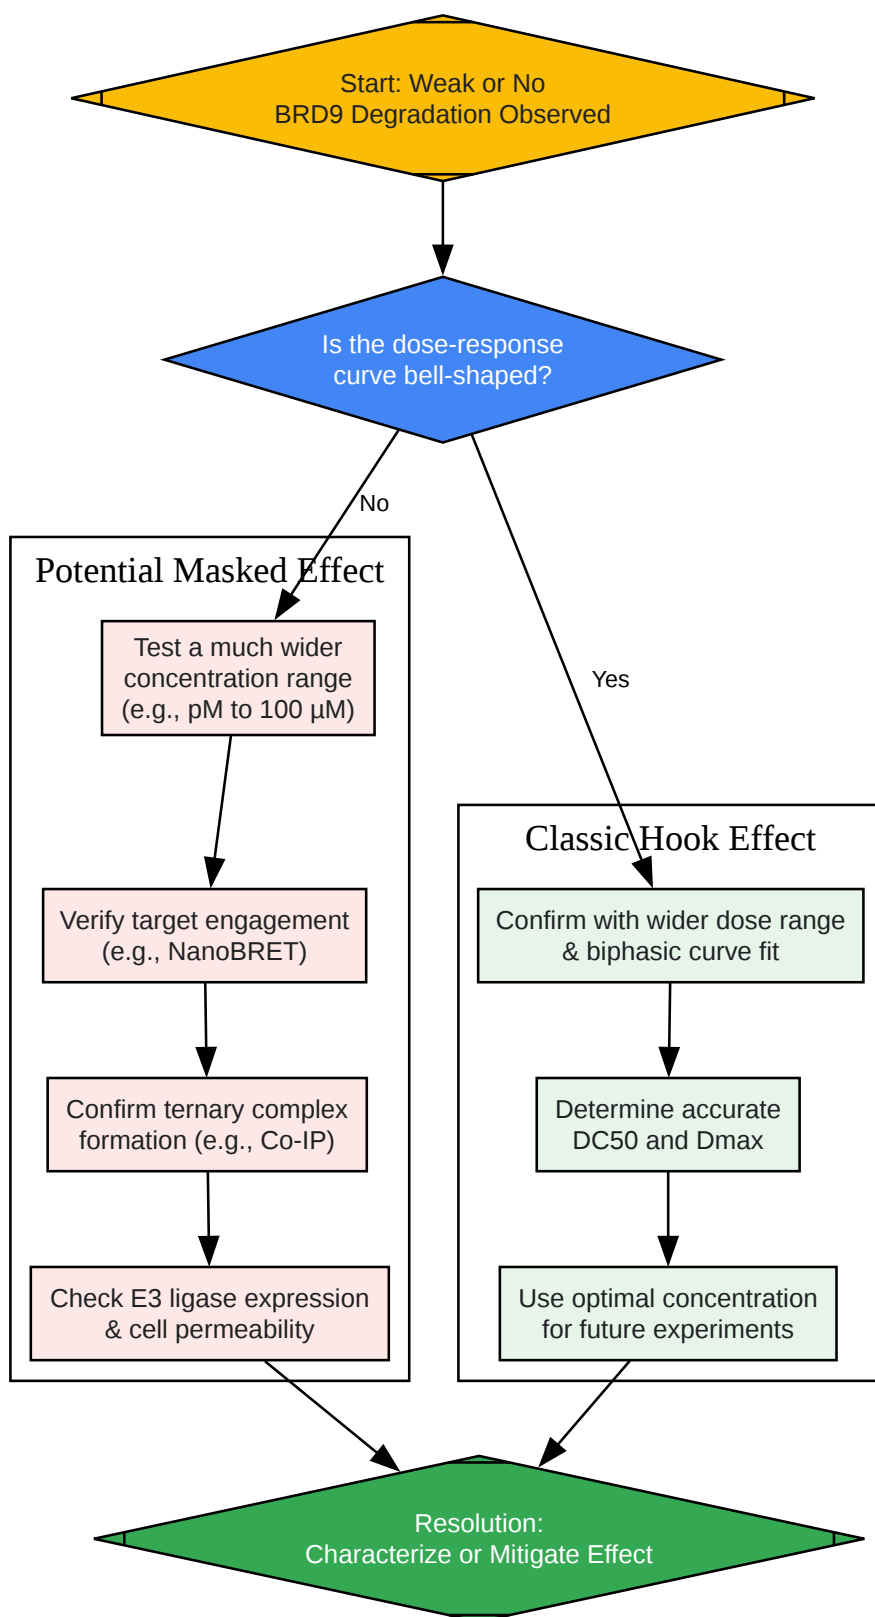 Start: Weak or No
BRD9 Degradation Observed
Is the dose-response
curve bell-shaped?
No
Potential Masked Effect
Test a much wider
concentration range
(e.g., pM to 100 µM)
Verify target engagement
(e.g., NanoBRET)
Confirm ternary complex
formation (e.g., Co-IP)
Check E3 ligase expression
& cell permeability
Yes
Classic Hook Effect
Confirm with wider dose range
& biphasic curve fit
Determine accurate
DC50 and Dmax
Use optimal concentration
for future experiments
Resolution:
Characterize or Mitigate Effect